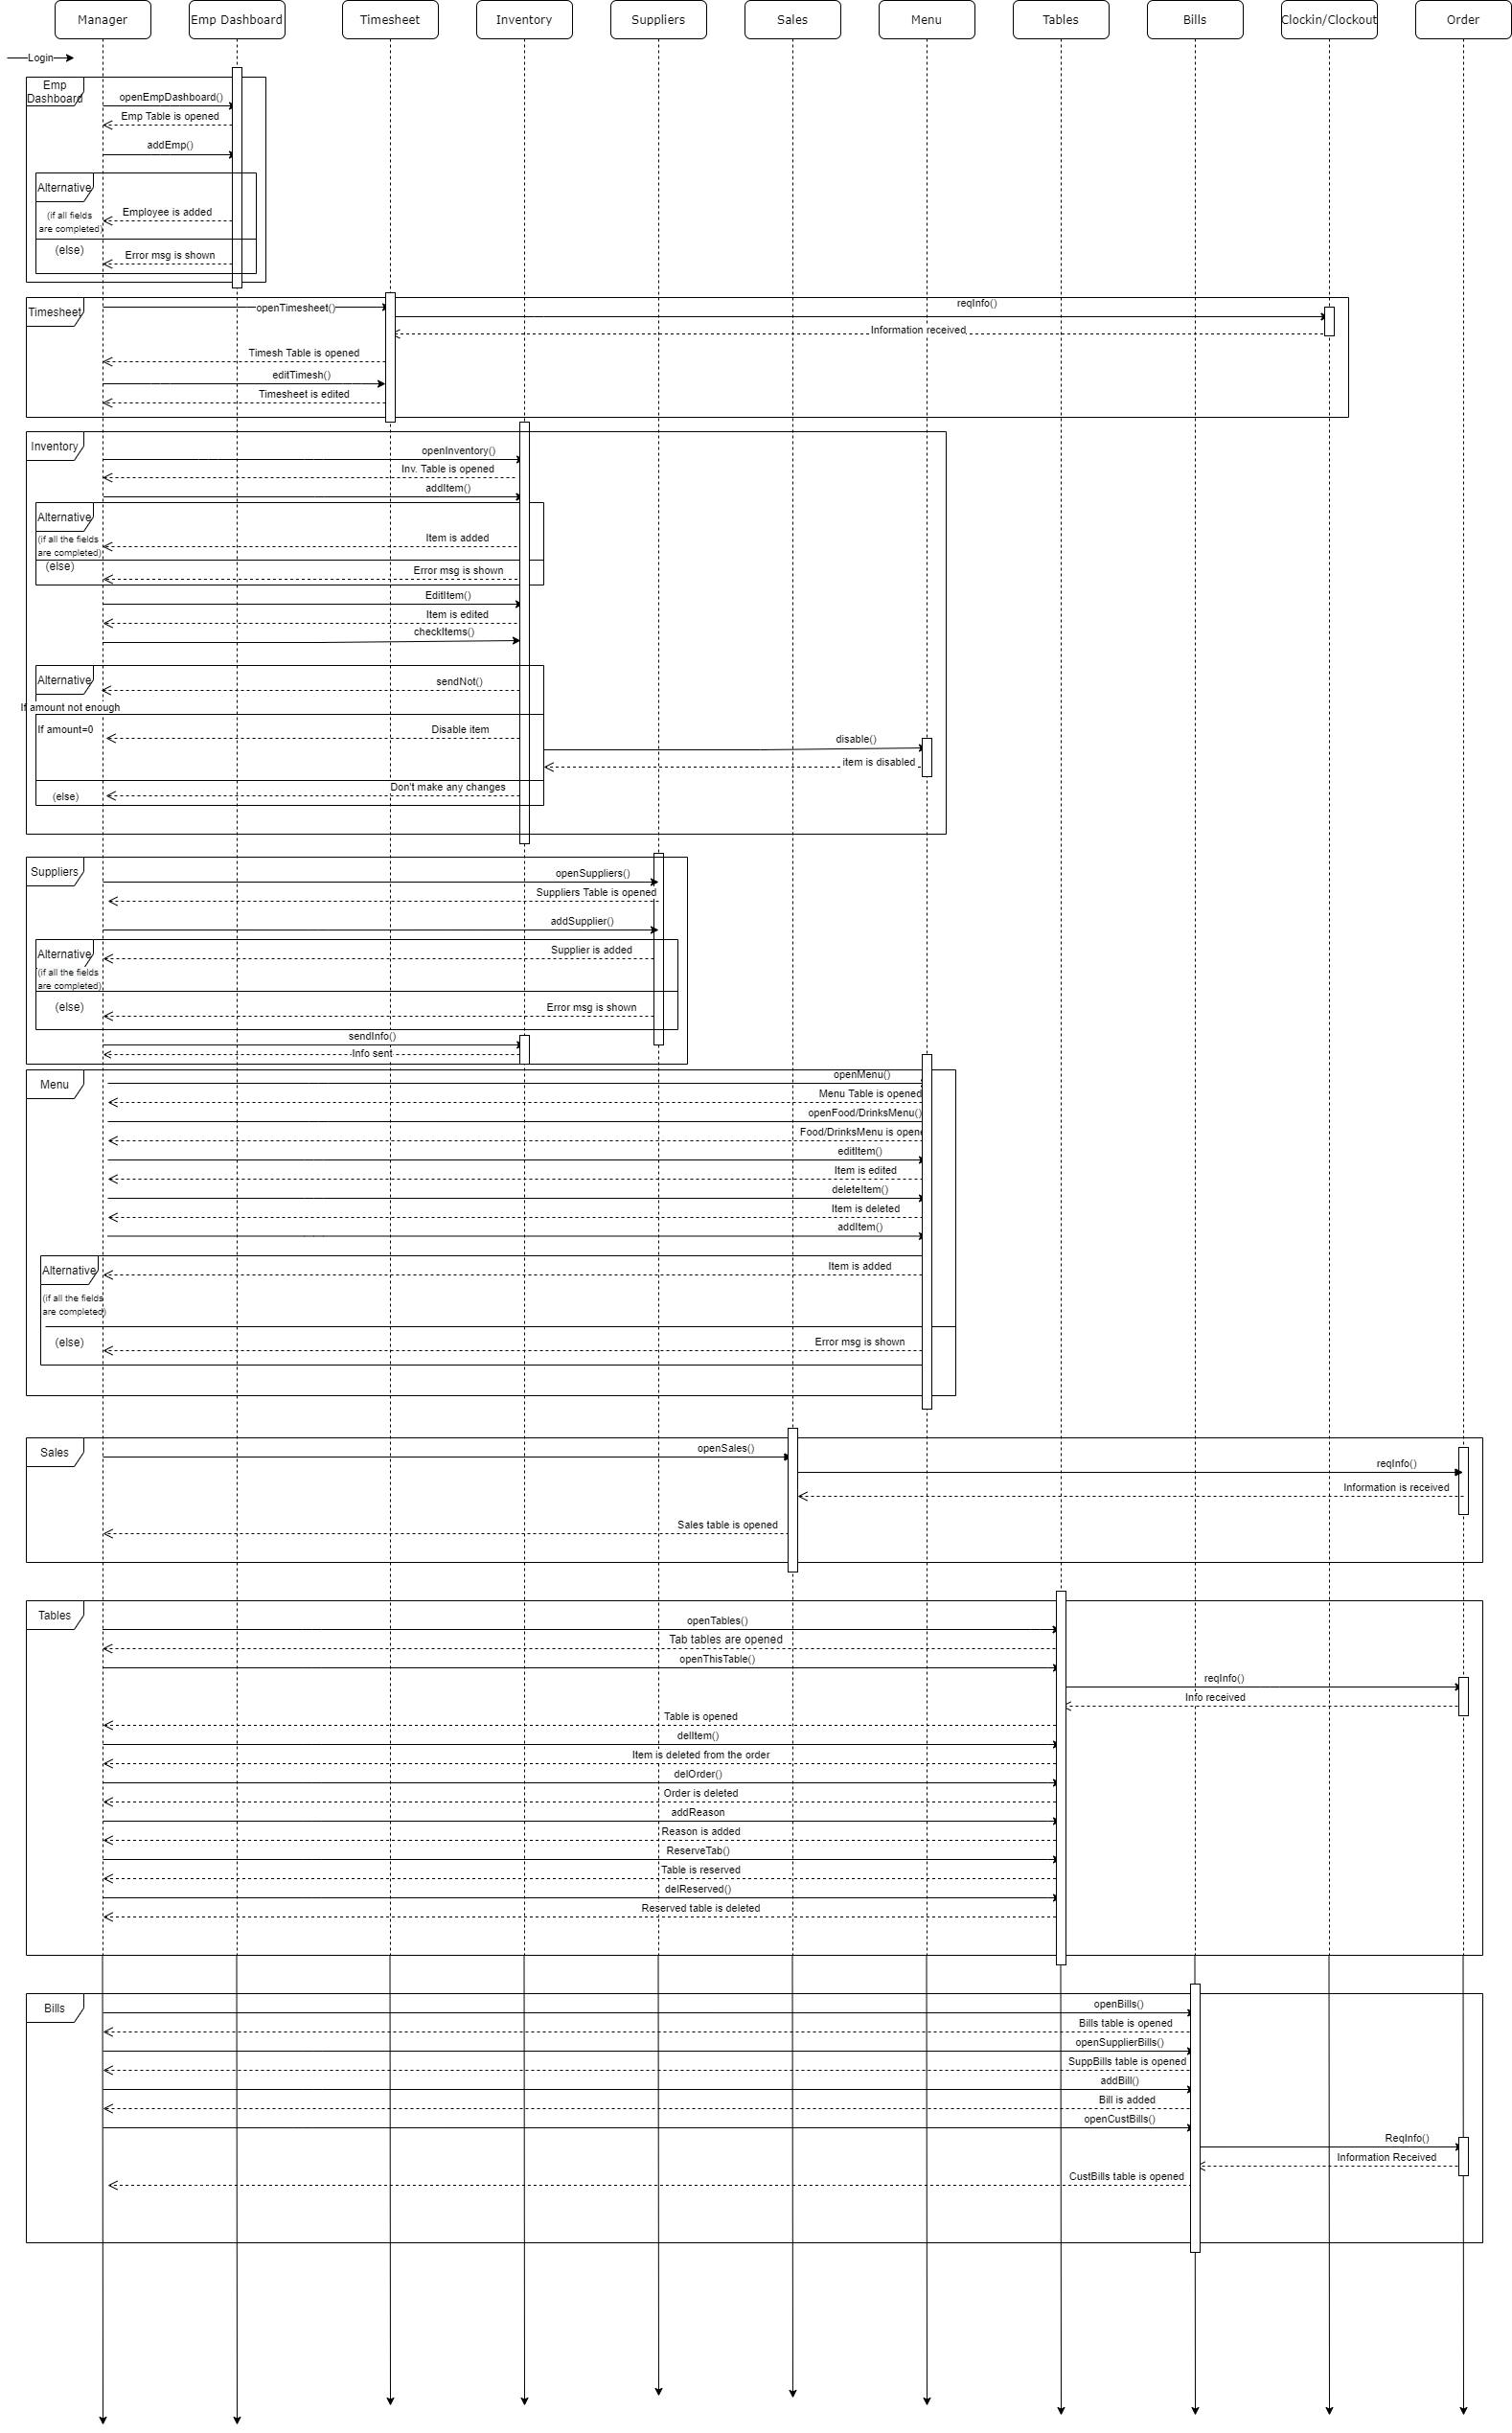 Manager
Emp Dashboard
Timesheet
Inventory
Suppliers
Sales
Menu
Tables
Bills
Clockin/Clockout
Order
Login
Emp
Dashboard
openEmpDashboard()
Emp Table is opened
addEmp()
Alternative
Employee is added
(if all fields
are completed)
(else)
Error msg is shown
Timesheet
openTimesheet()
reqInfo()
Information received
Timesh Table is opened
editTimesh()
Timesheet is edited
Inventory
openInventory()
Inv. Table is opened
addItem()
Alternative
(if all the fields
are completed)
Item is added
(else)
Error msg is shown
EditItem()
Item is edited
checkItems()
Alternative
sendNot()
If amount not enough
If amount=0
Disable item
disable()
item is disabled
Don't make any changes
(else)
Suppliers
openSuppliers()
Suppliers Table is opened
addSupplier()
Alternative
Supplier is added
(if all the fields
are completed)
(else)
Error msg is shown
sendInfo()
Info sent
Menu
openMenu()
Menu Table is opened
openFood/DrinksMenu()
Food/DrinksMenu is opene
editItem()
Item is edited
deleteItem()
Item is deleted
addItem()
Alternative
Item is added
(if all the fields
are completed)
(else)
Error msg is shown
Sales
openSales()
reqInfo()
Information is received
Sales table is opened
Tables
openTables()
Tab tables are opened
openThisTable()
reqInfo()
Info received
Table is opened
delItem()
Item is deleted from the order
delOrder()
Order is deleted
addReason
Reason is added
ReserveTab()
Table is reserved
delReserved()
Reserved table is deleted
Bills
openBills()
Bills table is opened
openSupplierBills()
SuppBills table is opened
addBill()
Bill is added
openCustBills()
ReqInfo()
Information Received
CustBills table is opened